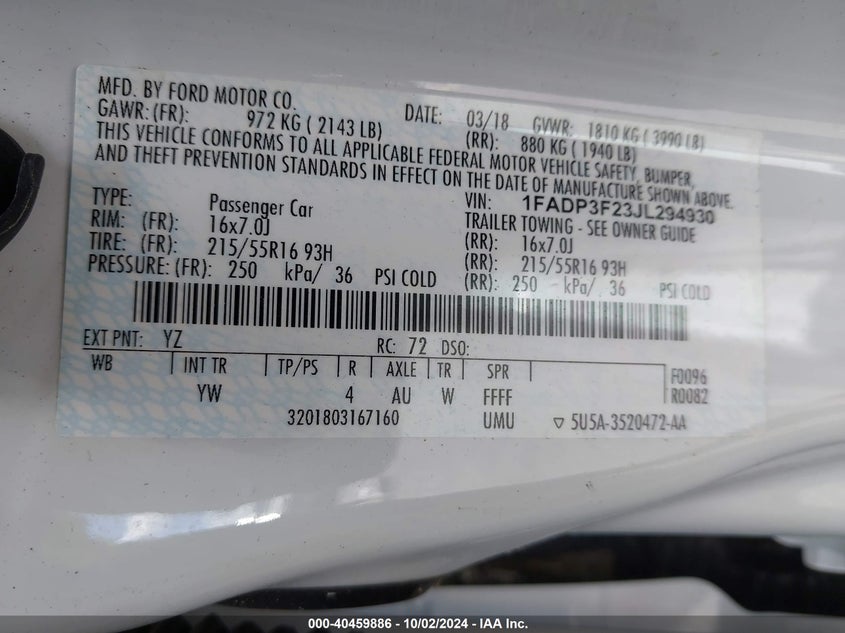 MFD. BY FORD MOTOR CO.
DATE: 03/18 GVWR: 1810 KG ( 3990 LB)
GAWR: (FR): 972 KG ( 2143 LB) (RR): 880 KG ( 1940 LB)
THIS VEHICLE CONFORMS TO ALL APPLICABLE FEDERAL MOTOR VEHICLE SAFETY, BUMPER,
AND THEFT PREVENTION STANDARDS IN EFFECT ON THE DATE OF MANUFACTURE SHOWN ABOVE.
VIN: 1FADP3F23JL294930
TYPE: Passenger Car TRAILER TOWING - SEE OWNER GUIDE
RIM: (FR): 16x7.0J (RR): 16x7.0J
TIRE: (FR): 215/55R16 93H (RR): 215/55R16 93H
PRESSURE: (FR): 250 kPa/ 36 PSI COLD (RR): 250 kPa/ 36 PSI COLD
EXT PNT: YZ RC: 72 DSO:
WB INT TR TP/PS R AXLE TR SPR F0096
YW 4 AU W FFFF R0082
3201803167160 UMU ▽ 5U5A-3520472-AA
000-40459886 - 10/02/2024 - IAA Inc.